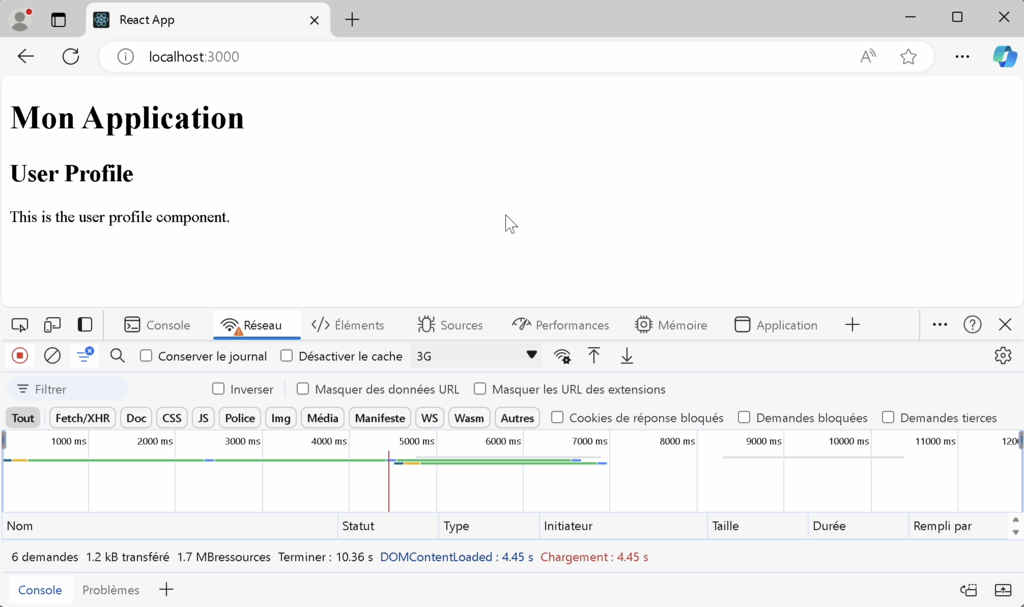 React App
localhost:3000
Mon Application
User Profile
This is the user profile component.
Console Réseau Éléments Sources Performances Mémoire Application
Conserver le journal Désactiver le cache 3G
Filtrer Inverser Masquer des données URL Masquer les URL des extensions
Tout Fetch/XHR Doc CSS JS Police Img Média Manifeste WS Wasm Autres Cookies de réponse bloqués Demandes bloquées Demandes tierces
1000 ms 2000 ms 3000 ms 4000 ms 5000 ms 6000 ms 7000 ms 8000 ms 9000 ms 10000 ms 11000 ms 120
Nom Statut Type Initiateur Taille Durée Rempli par
6 demandes 1.2 kB transféré 1.7 MBressources Terminer : 10.36 s DOMContentLoaded : 4.45 s Chargement : 4.45 s
Console Problèmes